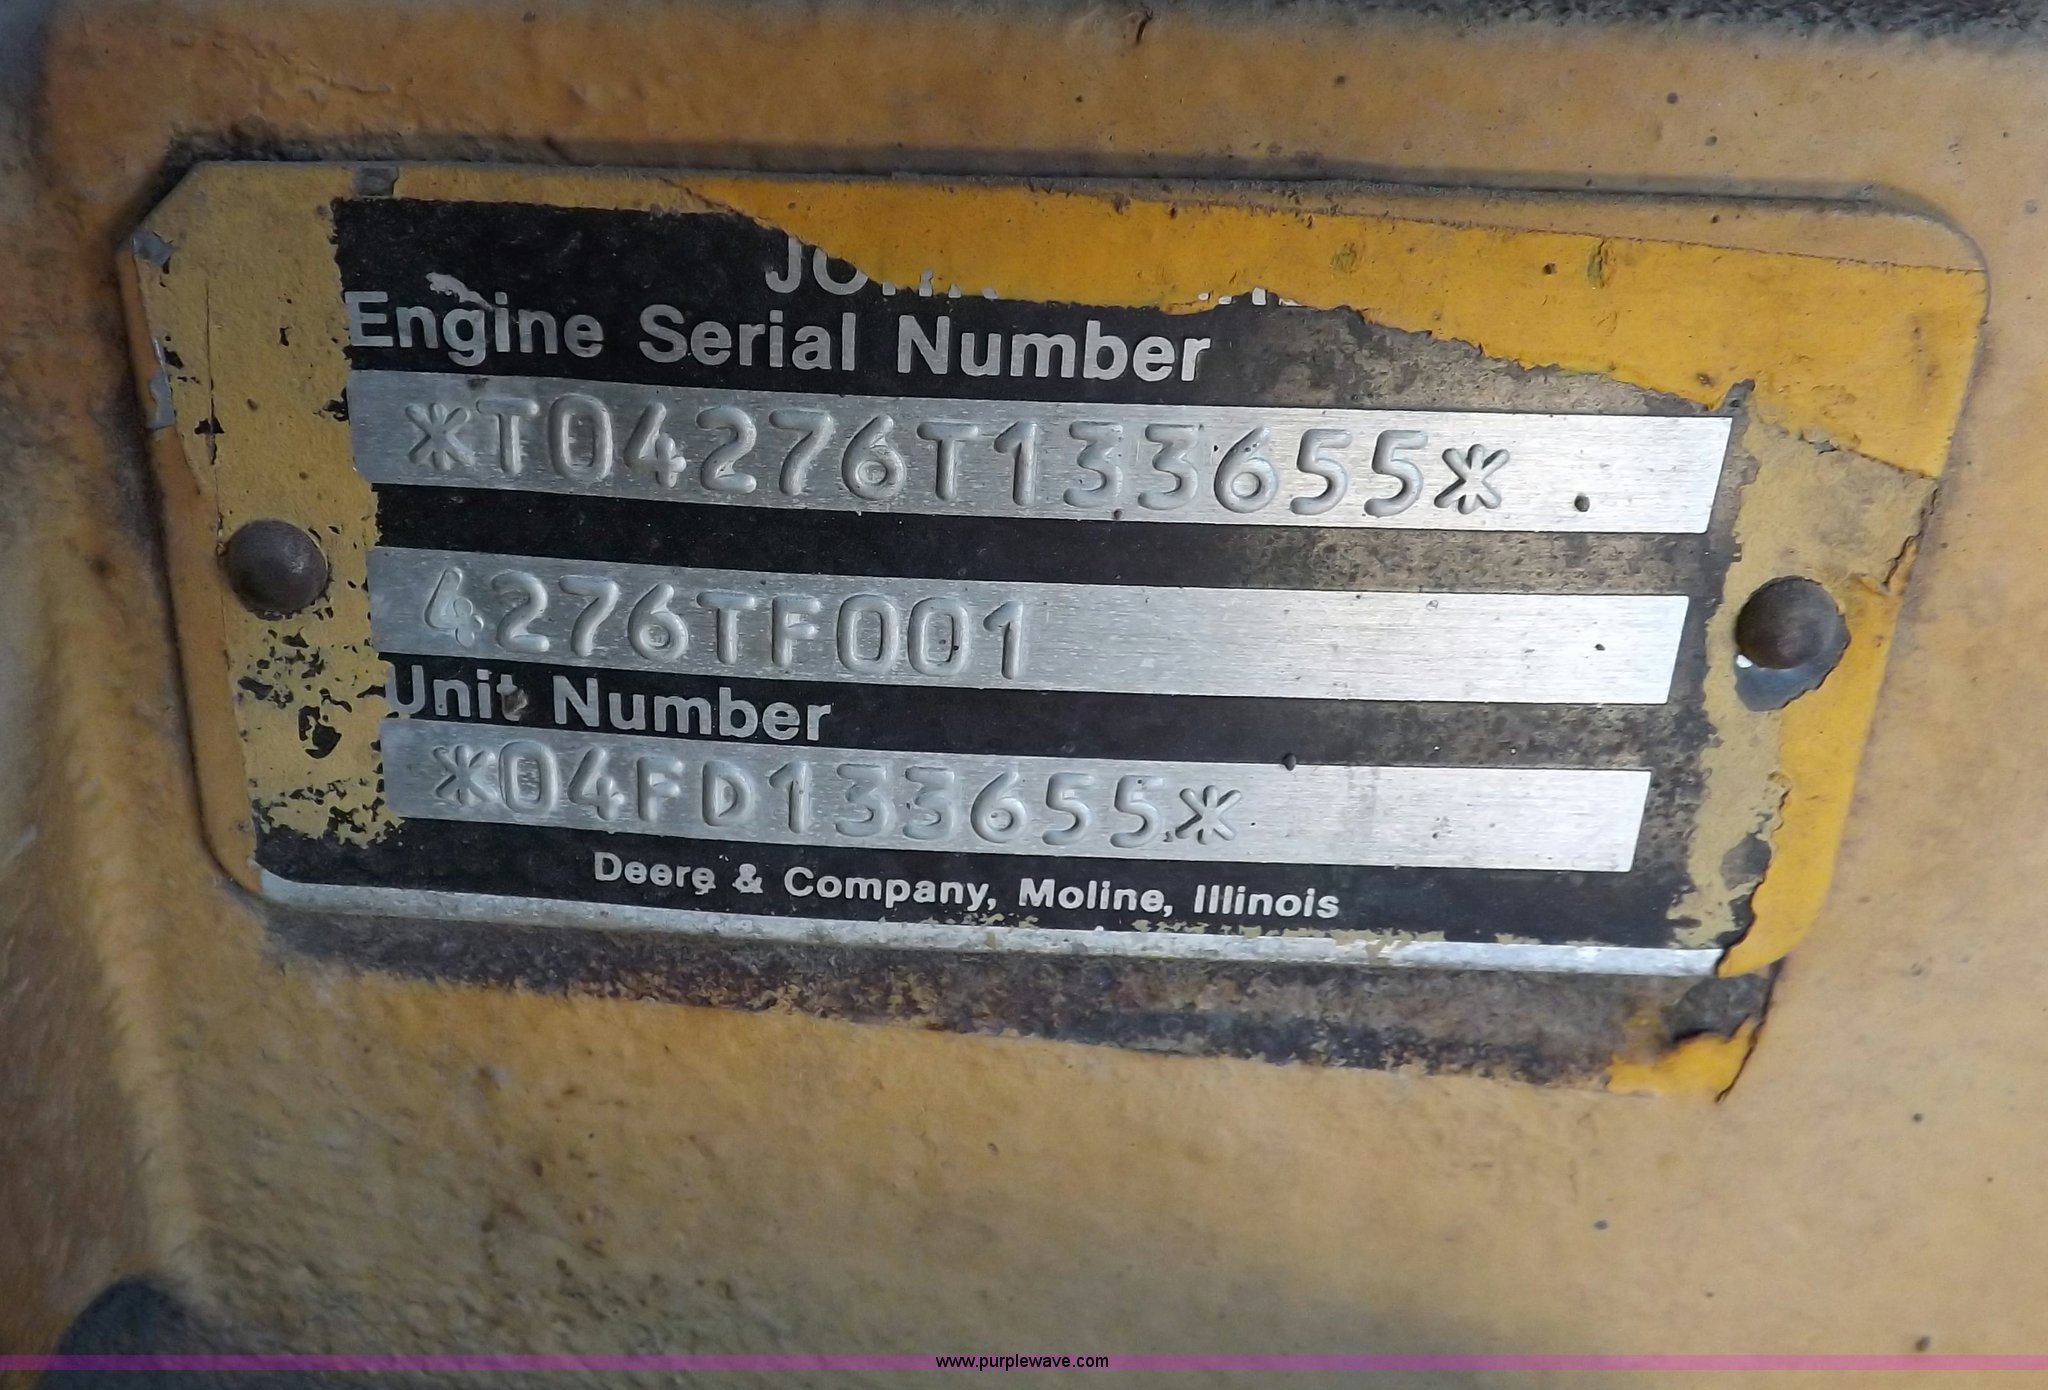 Engine Serial Number
*T04276T133655*
4276TF001
Unit Number
*04FD133655*
Deere & Company, Moline, Illinois
www.purplewave.com